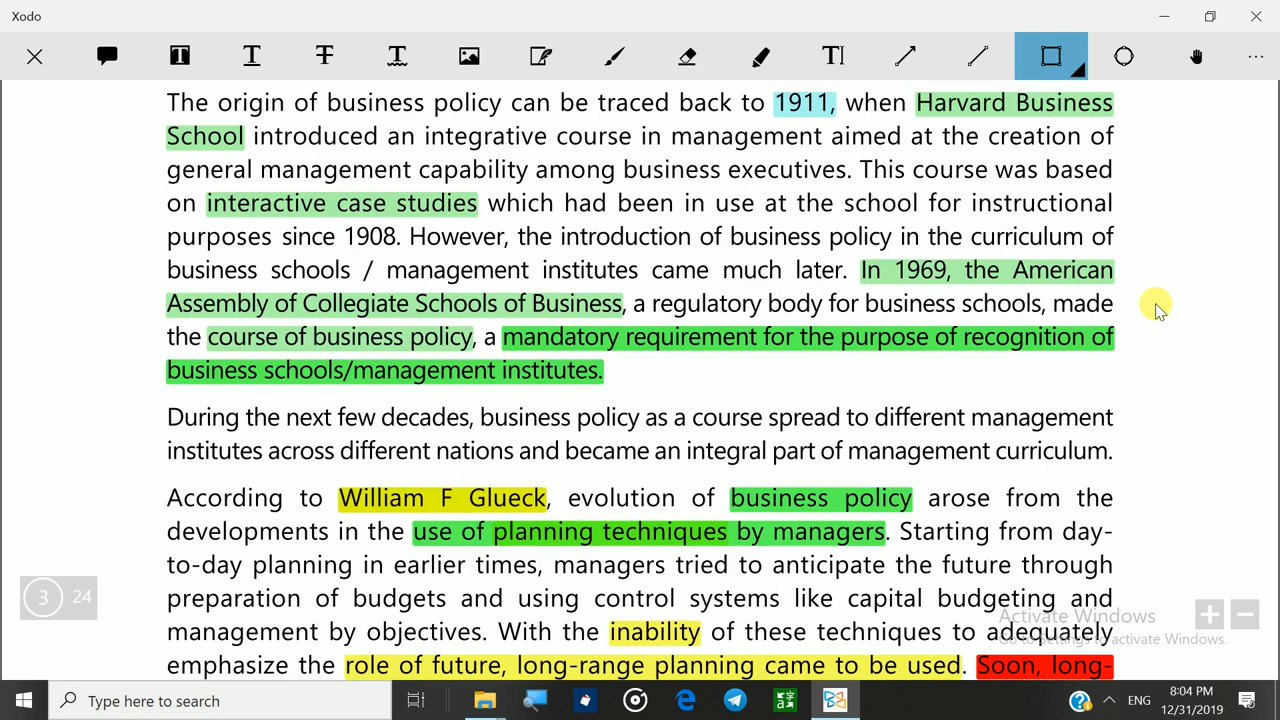 Xodo
The origin of business policy can be traced back to 1911, when Harvard Business
School introduced an integrative course in management aimed at the creation of
general management capability among business executives. This course was based
on interactive case studies which had been in use at the school for instructional
purposes since 1908. However, the introduction of business policy in the curriculum of
business schools / management institutes came much later. In 1969, the American
Assembly of Collegiate Schools of Business, a regulatory body for business schools, made
the course of business policy, a mandatory requirement for the purpose of recognition of
business schools/management institutes.
During the next few decades, business policy as a course spread to different management
institutes across different nations and became an integral part of management curriculum.
According to William F Glueck, evolution of business policy arose from the
developments in the use of planning techniques by managers. Starting from day-
to-day planning in earlier times, managers tried to anticipate the future through
preparation of budgets and using control systems like capital budgeting and
management by objectives. With the inability of these techniques to adequately
emphasize the role of future, long-range planning came to be used. Soon, long-
3 24
Activate Windows
Go to Settings to activate Windows.
Type here to search
ENG
8:04 PM
12/31/2019